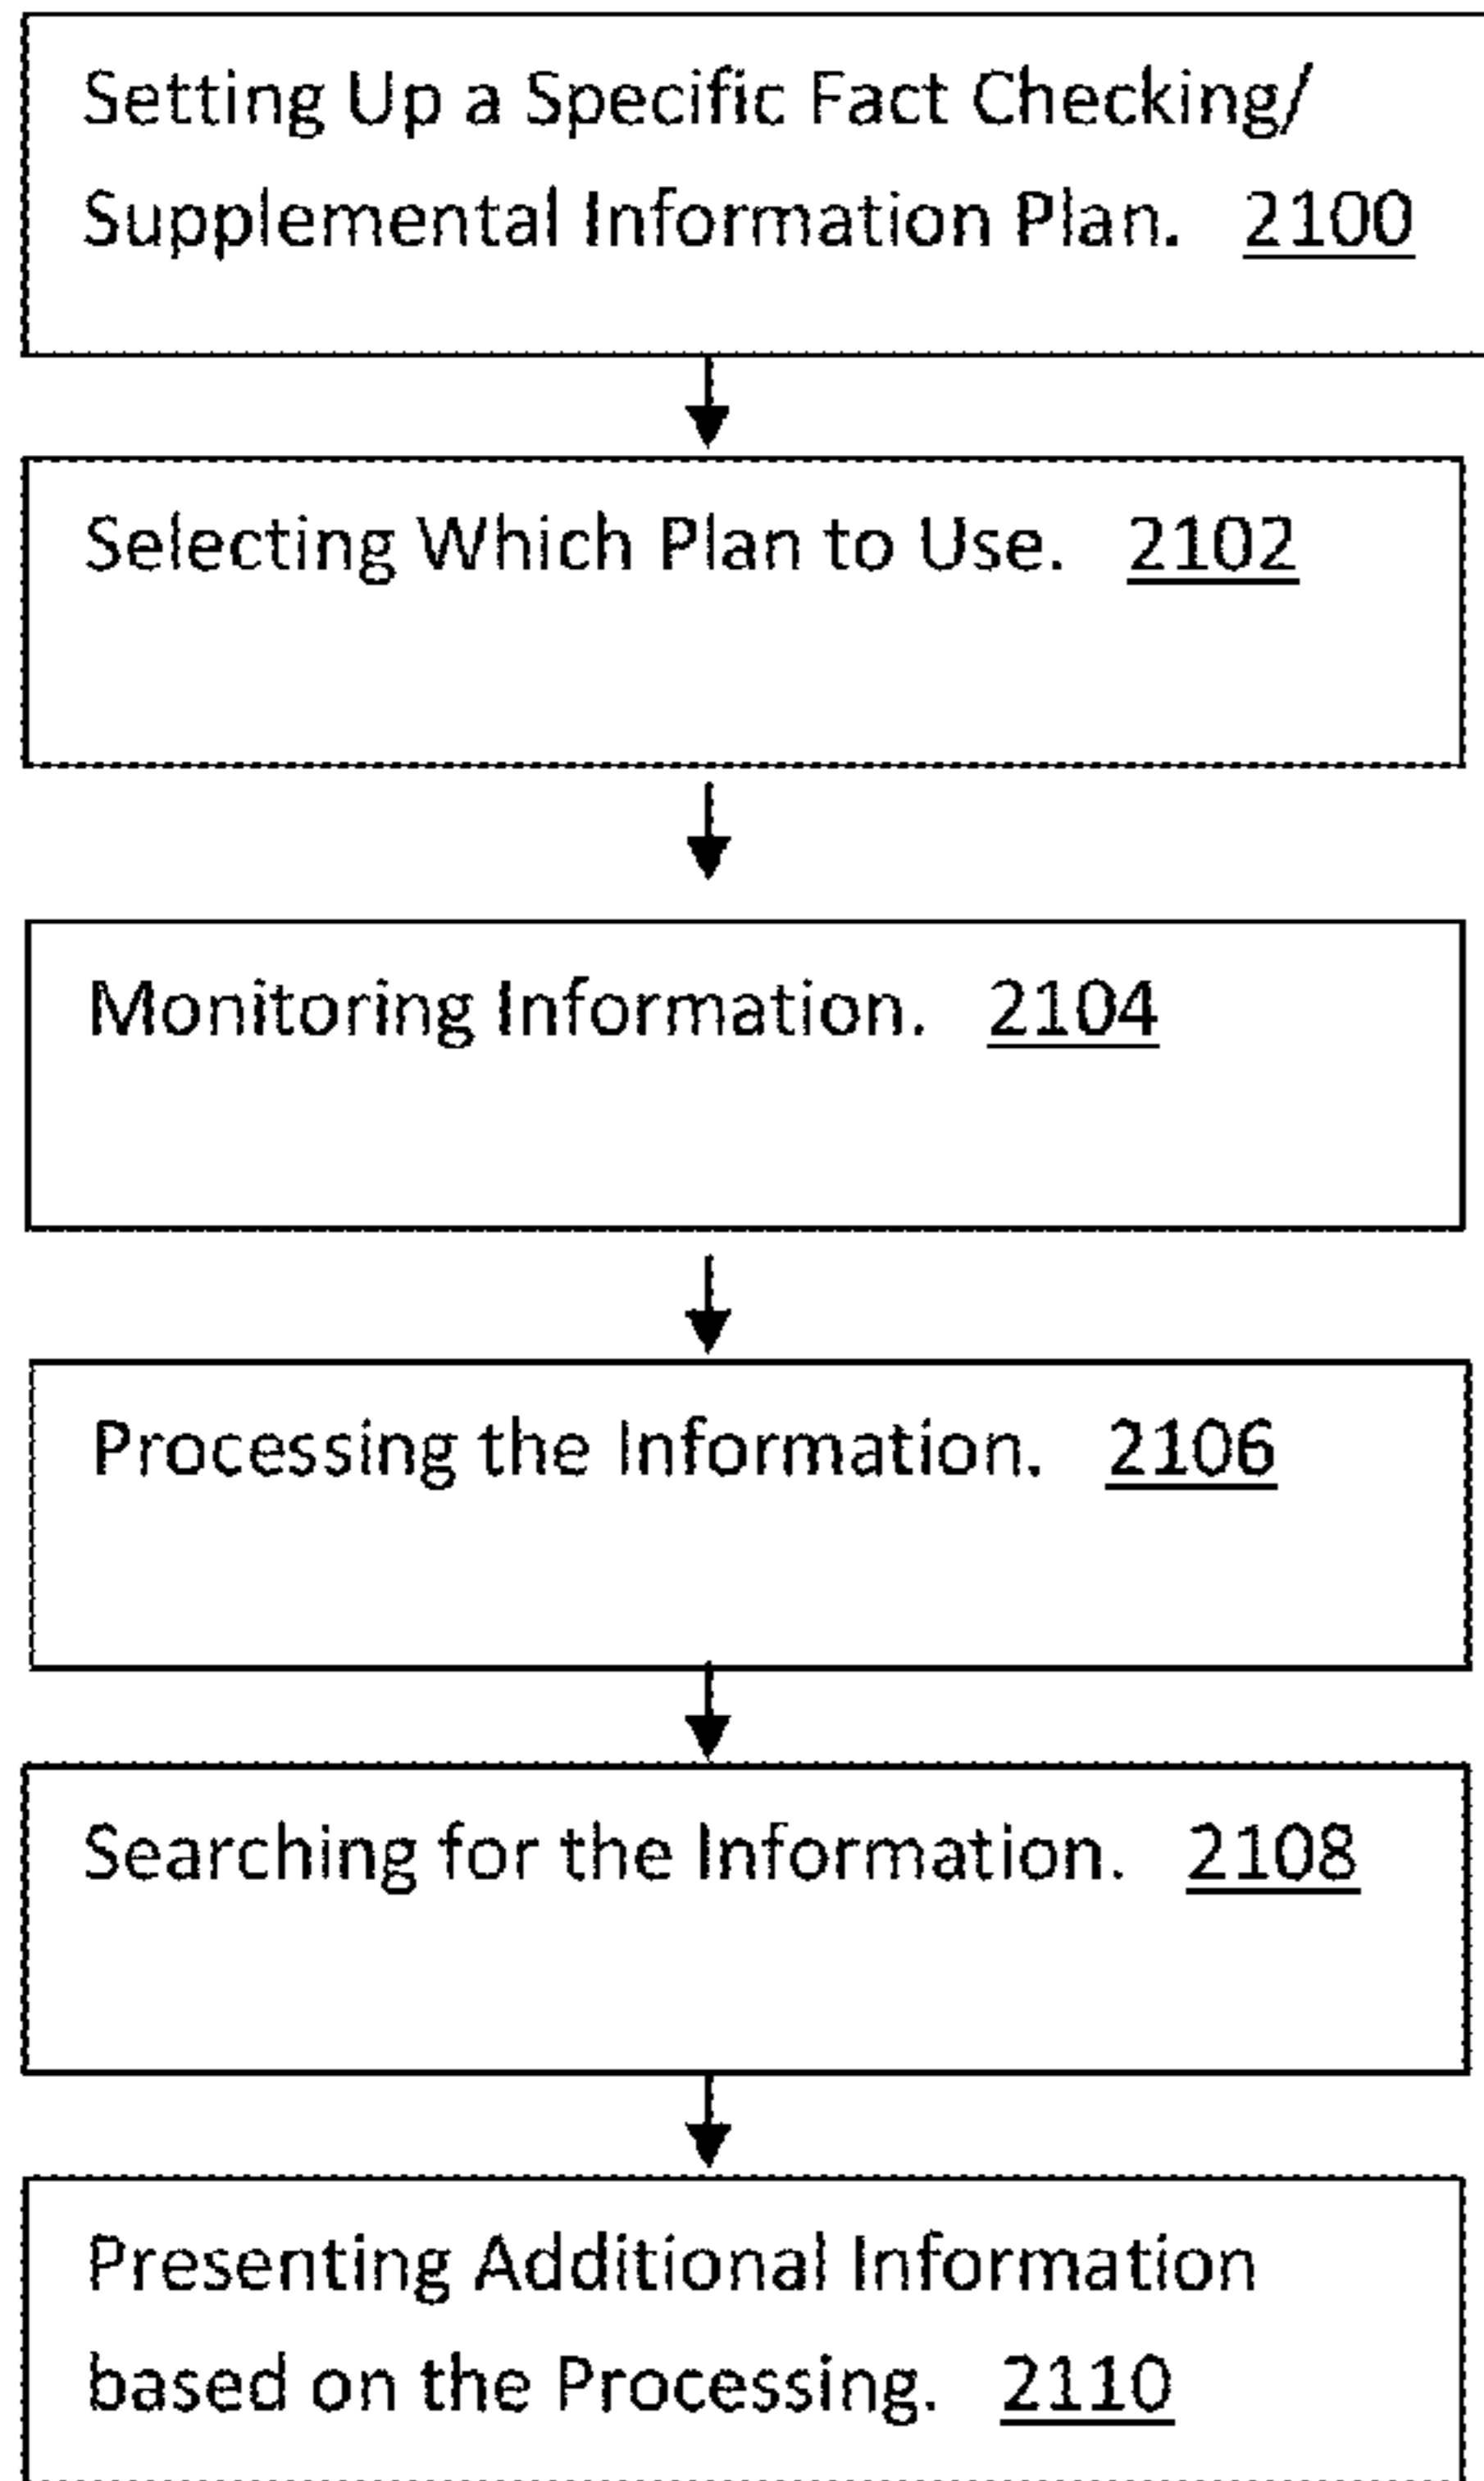 Setting Up a Specific Fact Checking/
Supplemental Information Plan. 2100
Selecting Which Plan to Use. 2102
Monitoring Information. 2104
Processing the Information. 2106
Searching for the Information. 2108
Presenting Additional Information
based on the Processing. 2110